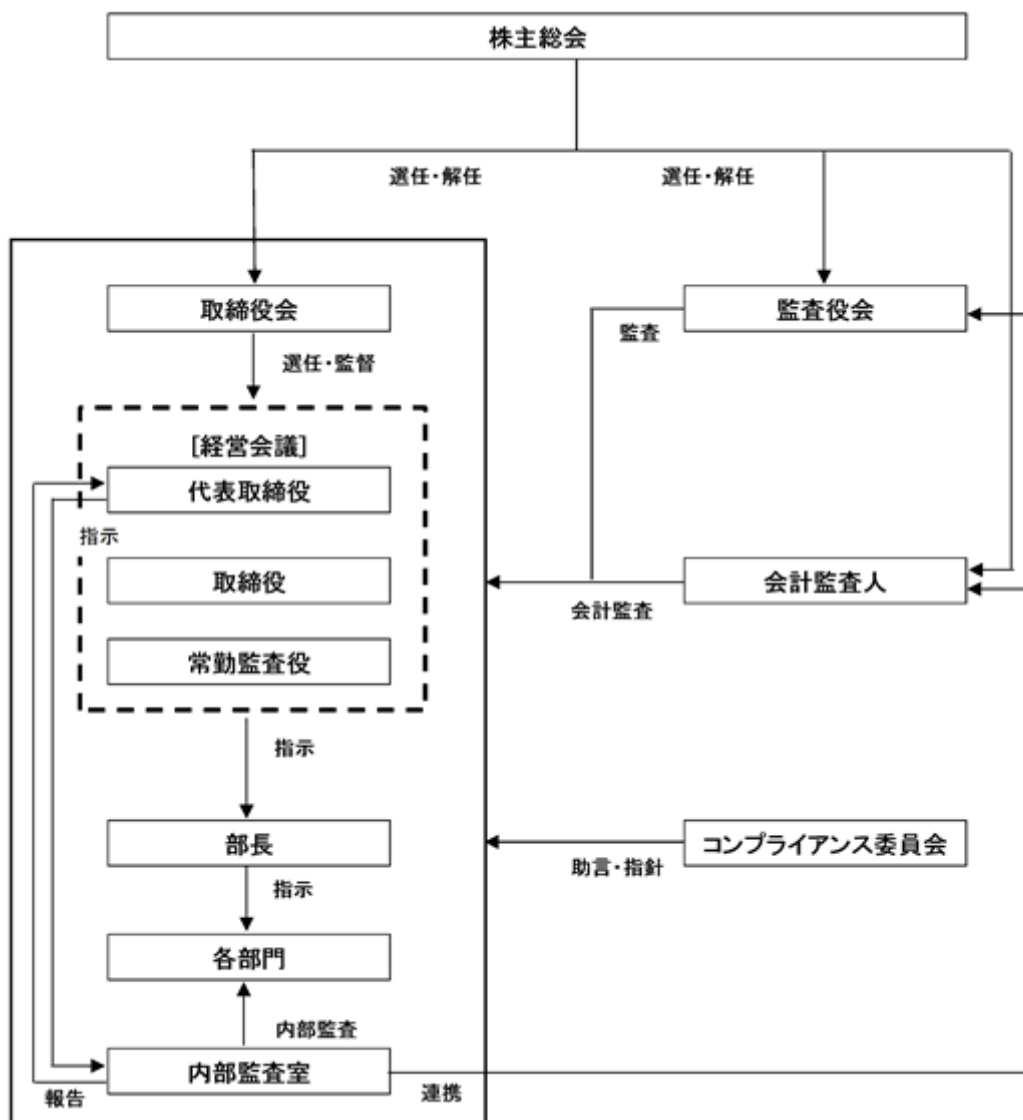 株主総会
選任・解任
選任・解任
取締役会
監査役会
監査
選任・監督
[経営会議]
代表取締役
指示
取締役
会計監査人
会計監査
常勤監査役
指示
部長
コンプライアンス委員会
助言・指針
指示
各部門
内部監査
内部監査室
報告
連携